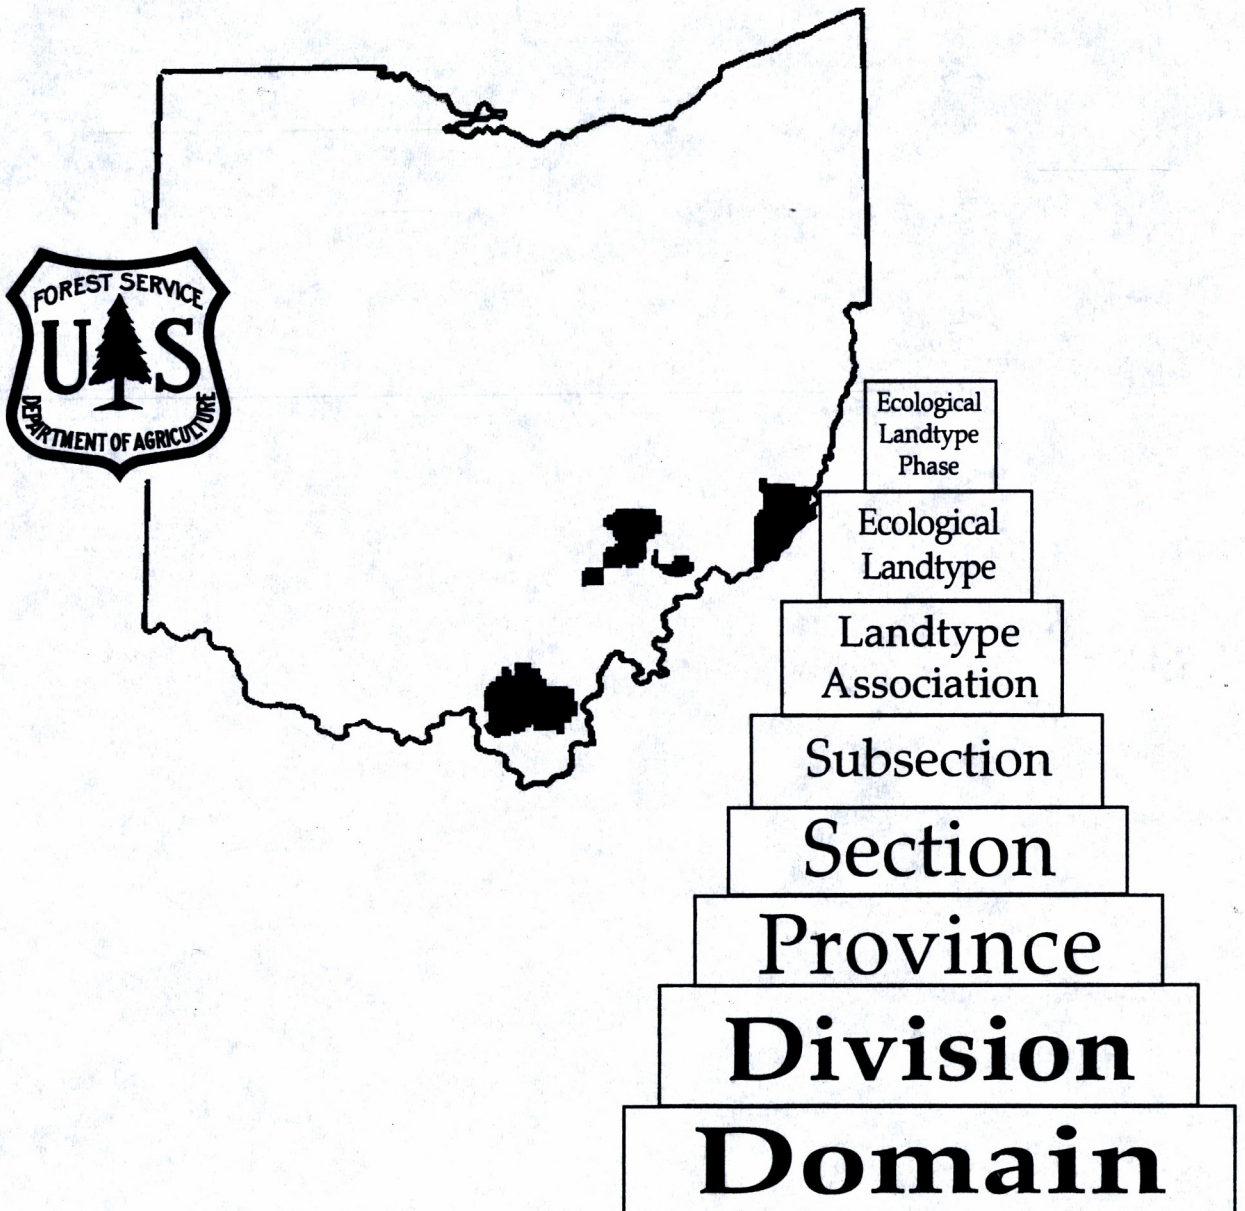 FOREST SERVICE
U S
DEPARTMENT OF AGRICULTURE
Ecological
Landtype
Phase
Ecological
Landtype
Landtype
Association
Subsection
Section
Province
Division
Domain